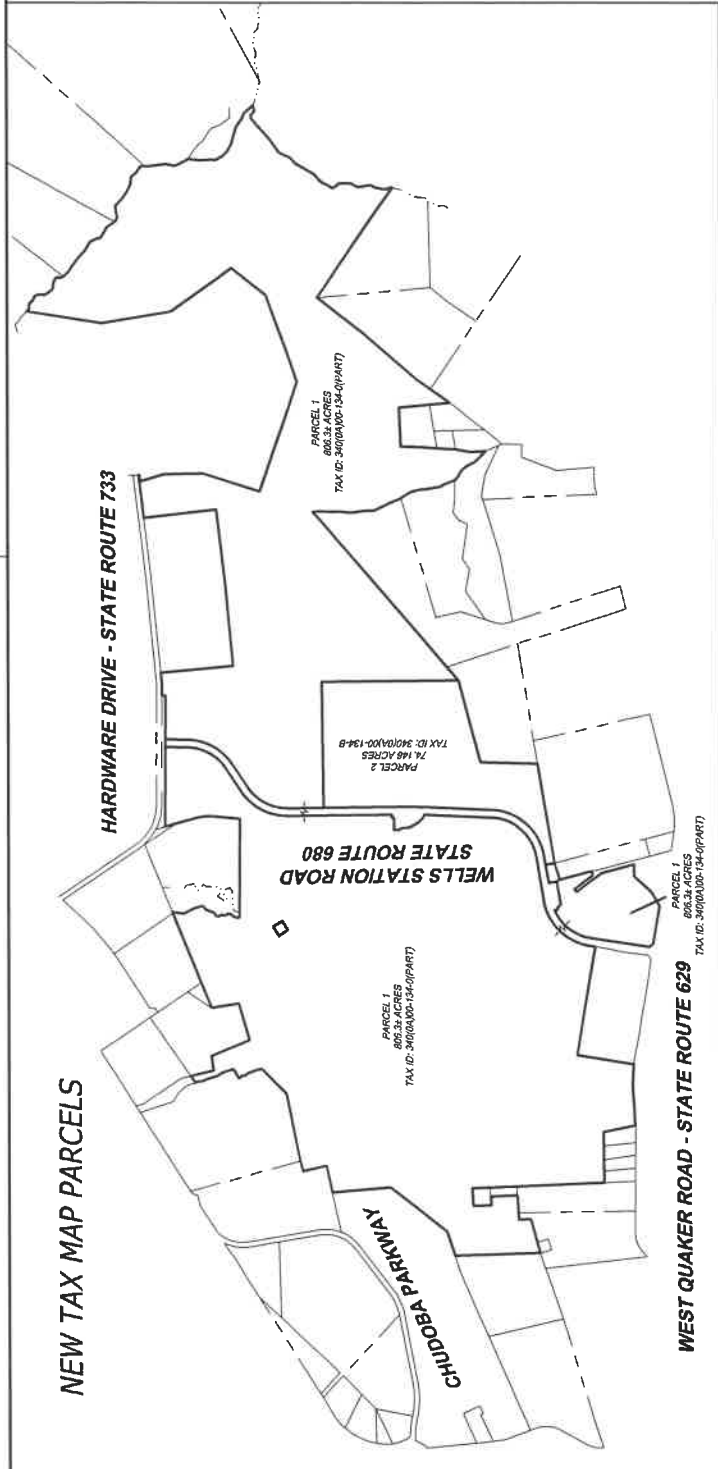 NEW TAX MAP PARCELS
HARDWARE DRIVE - STATE ROUTE 733
PARCEL 1
806.3± ACRES
TAX ID: 340(0A)00-134-0(PART)
PARCEL 2
74.146 ACRES
TAX ID: 340(0A)00-134-B
WELLS STATION ROAD
STATE ROUTE 680
PARCEL 1
806.3± ACRES
TAX ID: 340(0A)00-134-0(PART)
CHUDOBA PARKWAY
PARCEL 1
806.3± ACRES
TAX ID: 340(0A)00-134-0(PART)
WEST QUAKER ROAD - STATE ROUTE 629